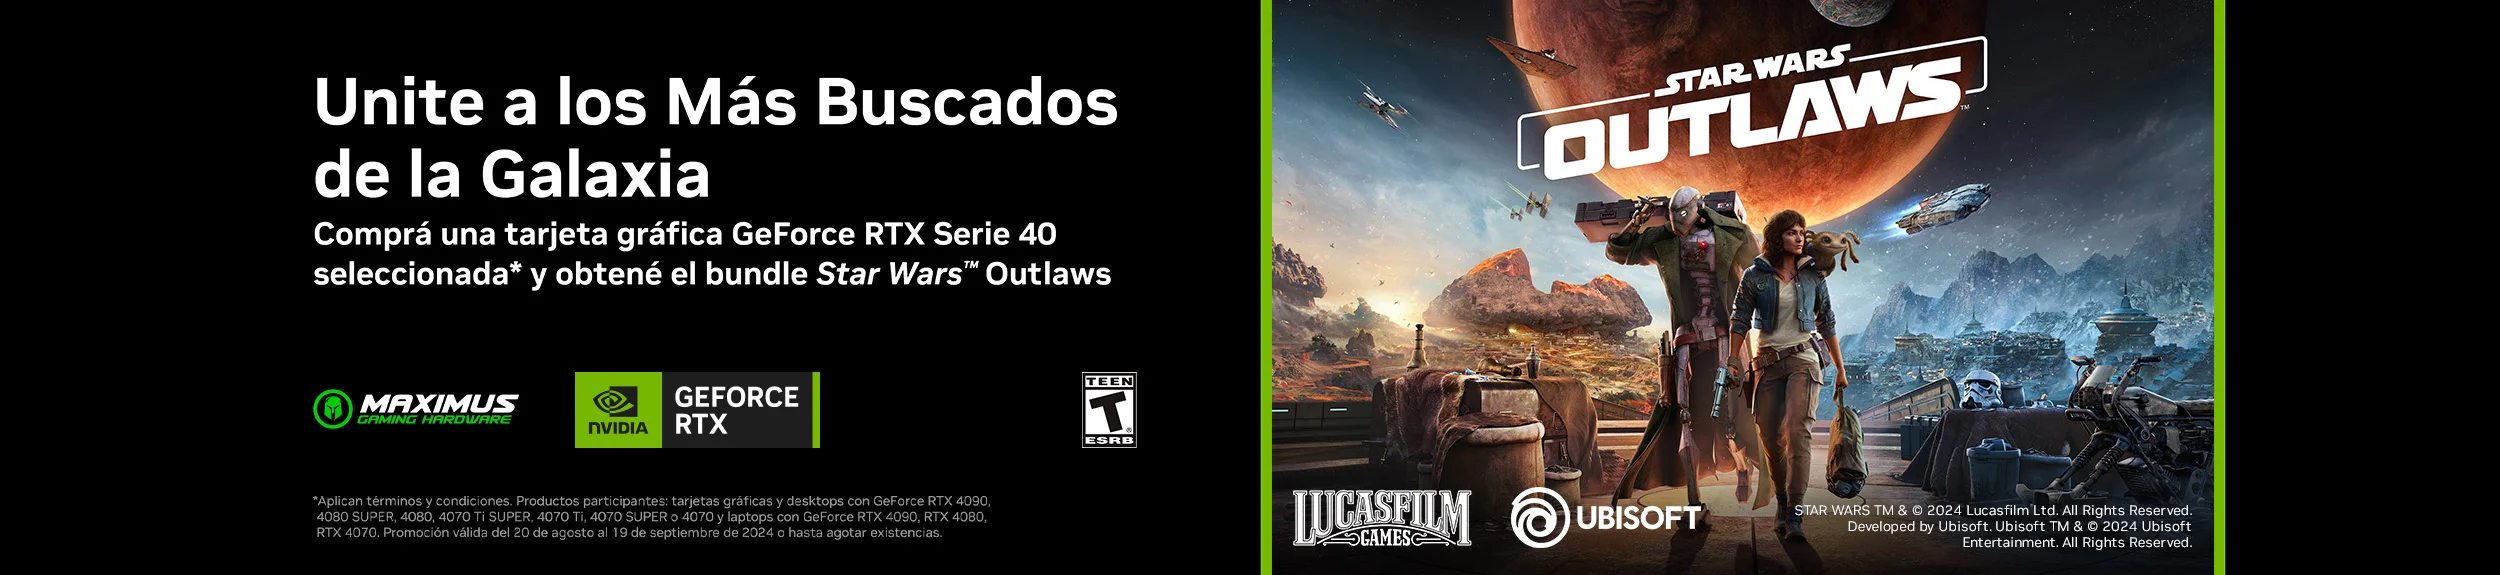 Unite a los Más Buscados
de la Galaxia
Comprá una tarjeta gráfica GeForce RTX Serie 40
seleccionada* y obtené el bundle Star Wars™ Outlaws
MAXIMUS
GAMING HARDWARE
NVIDIA
GEFORCE
RTX
TEEN
T
ESRB
*Aplican términos y condiciones. Productos participantes: tarjetas gráficas y desktops con GeForce RTX 4090,
4080 SUPER, 4080, 4070 Ti SUPER, 4070 Ti, 4070 SUPER o 4070 y laptops con GeForce RTX 4090, RTX 4080,
RTX 4070. Promoción válida del 20 de agosto al 19 de septiembre de 2024 o hasta agotar existencias.
STAR WARS
OUTLAWS™
LUCASFILM
GAMES
UBISOFT
STAR WARS TM & © 2024 Lucasfilm Ltd. All Rights Reserved.
Developed by Ubisoft. Ubisoft TM & © 2024 Ubisoft
Entertainment. All Rights Reserved.